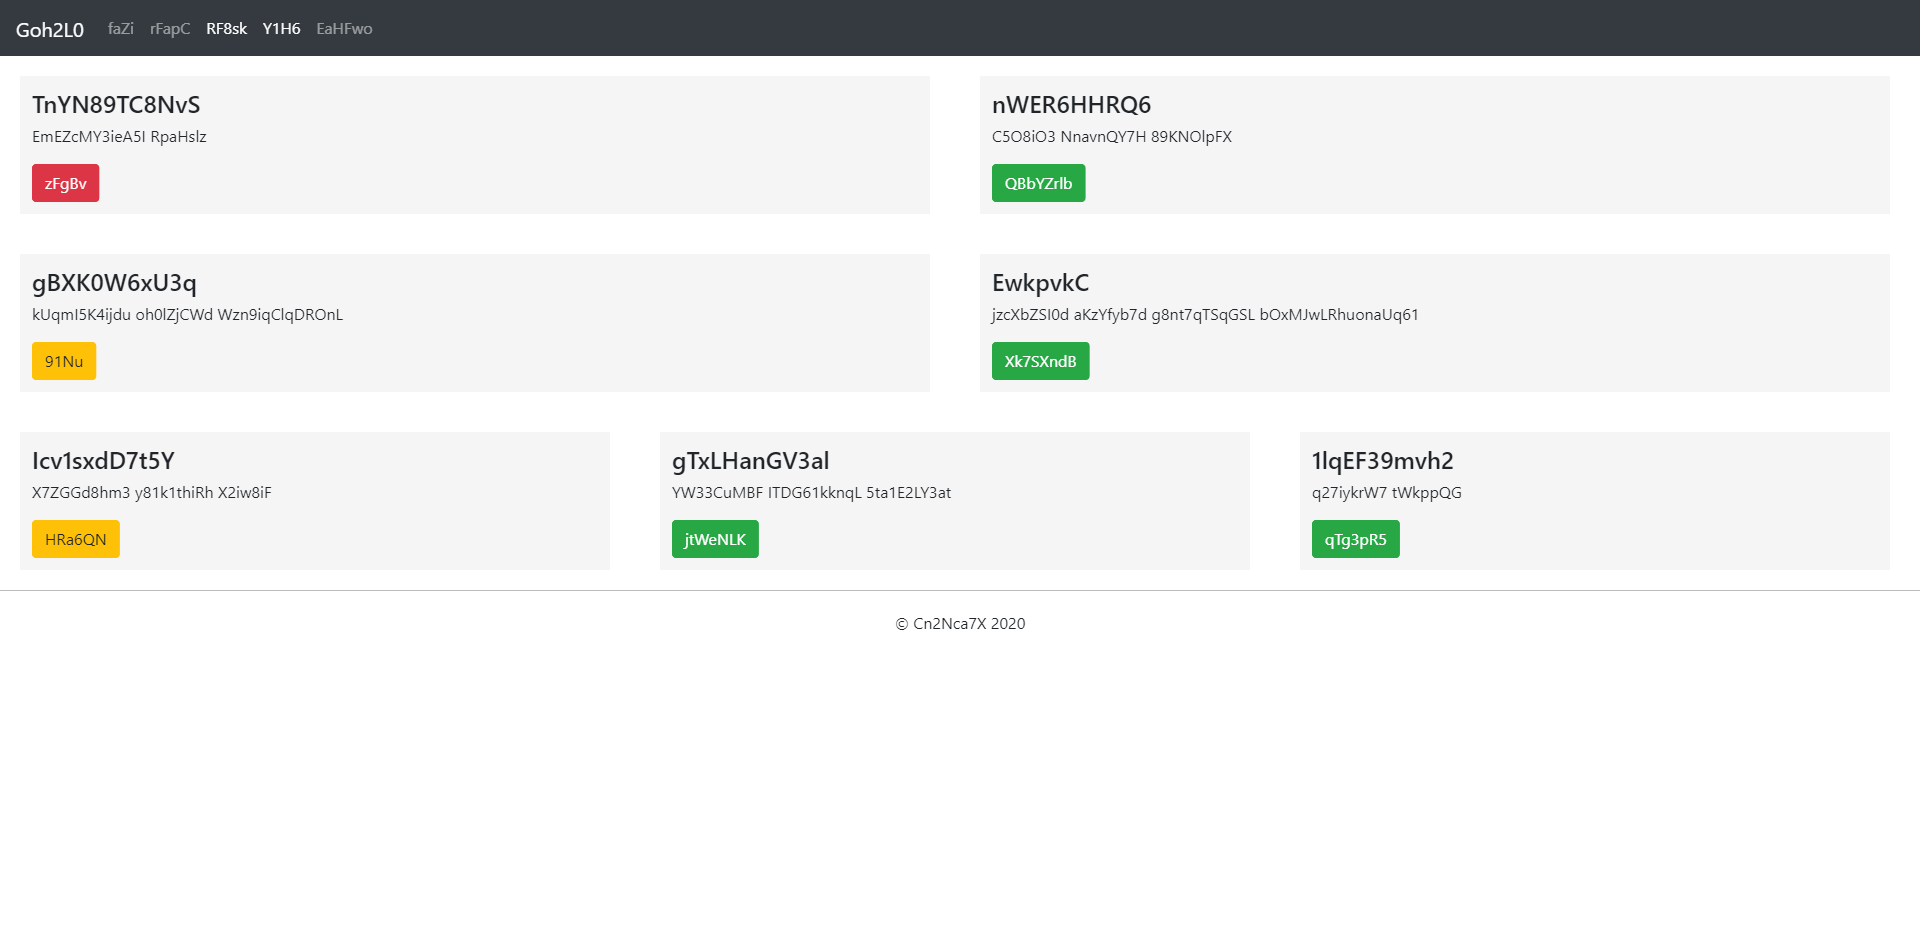 Goh2L0 faZi rFapC RF8sk Y1H6 EaHFwo
TnYN89TC8NvS
EmEZcMY3ieA5I RpaHslz
zFgBv
nWER6HHRQ6
C5O8iO3 NnavnQY7H 89KNOlpFX
QBbYZrlb
gBXK0W6xU3q
kUqmI5K4ijdu oh0lZjCWd Wzn9iqClqDROnL
91Nu
EwkpvkC
jzcXbZSI0d aKzYfyb7d g8nt7qTSqGSL bOxMJwLRhuonaUq61
Xk7SXndB
Icv1sxdD7t5Y
X7ZGGd8hm3 y81k1thiRh X2iw8iF
HRa6QN
gTxLHanGV3al
YW33CuMBF ITDG61kknqL 5ta1E2LY3at
jtWeNLK
1lqEF39mvh2
q27iykrW7 tWkppQG
qTg3pR5
© Cn2Nca7X 2020